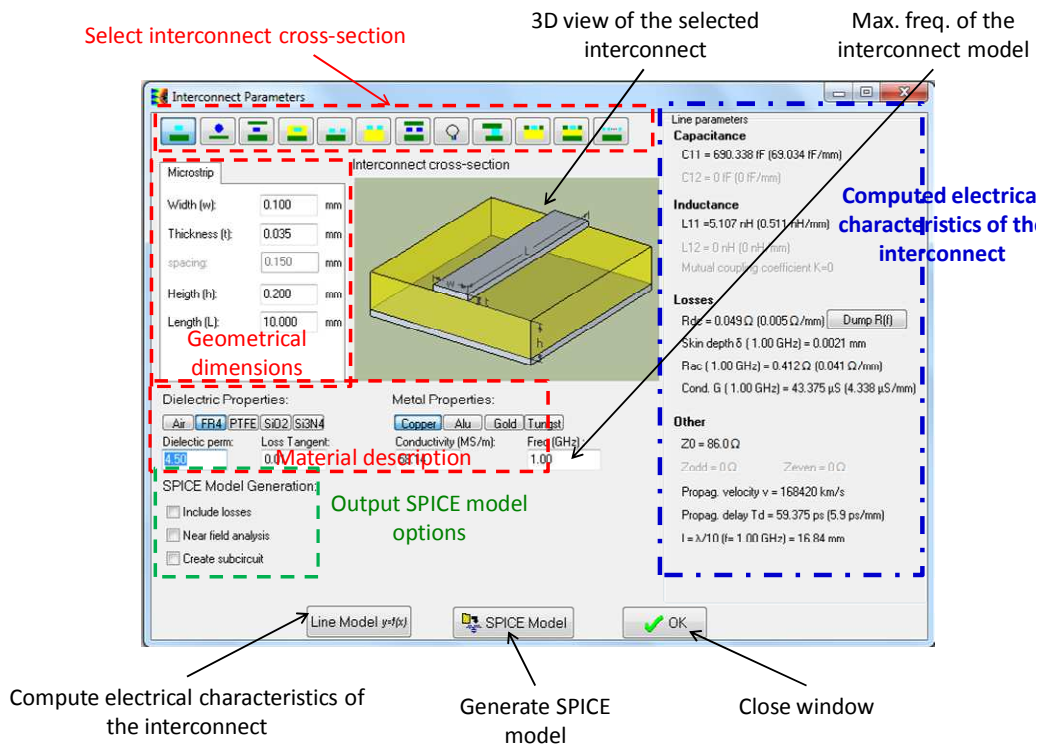 Select interconnect cross-section
3D view of the selected
interconnect
Max. freq. of the
interconnect model
Interconnect Parameters
Microstrip
Width (w):
0.100
mm
Thickness (t):
0.035
mm
spacing:
0.150
mm
Heigth (h):
0.200
mm
Length (L):
10.000
mm
Geometrical
dimensions
Interconnect cross-section
w
L
t
h
Line parameters
Capacitance
C11 = 690.338 fF (69.034 fF/mm)
C12 = 0 fF (0 fF/mm)
Inductance
L11 =5.107 nH (0.511 nH/mm)
L12 = 0 nH (0 nH/mm)
Mutual coupling coefficient K=0
Computed electrica
characteristics of the
interconnect
Losses
Rdc = 0.049 Ω (0.005 Ω/mm)
Dump R(f)
Skin depth δ ( 1.00 GHz) = 0.0021 mm
Rac ( 1.00 GHz) = 0.412 Ω (0.041 Ω/mm)
Cond. G ( 1.00 GHz) = 43.375 µS (4.338 µS/mm)
Other
Z0 = 86.0 Ω
Zodd = 0 Ω
Zeven = 0 Ω
Propag. velocity v = 168420 km/s
Propag. delay Td = 59.375 ps (5.9 ps/mm)
l = λ/10 (f= 1.00 GHz) = 16.84 mm
Dielectric Properties:
Metal Properties:
Air FR4 PTFE SiO2 Si3N4
Copper Alu Gold Tungst
Dielectic perm:
Loss Tangent:
Conductivity (MS/m):
Freq (GHz)
4.50
1.00
Material description
SPICE Model Generation:
Include losses
Near field analysis
Create subcircuit
Output SPICE model
options
Line Model y=f(x)
SPICE Model
OK
Compute electrical characteristics of
the interconnect
Generate SPICE
model
Close window